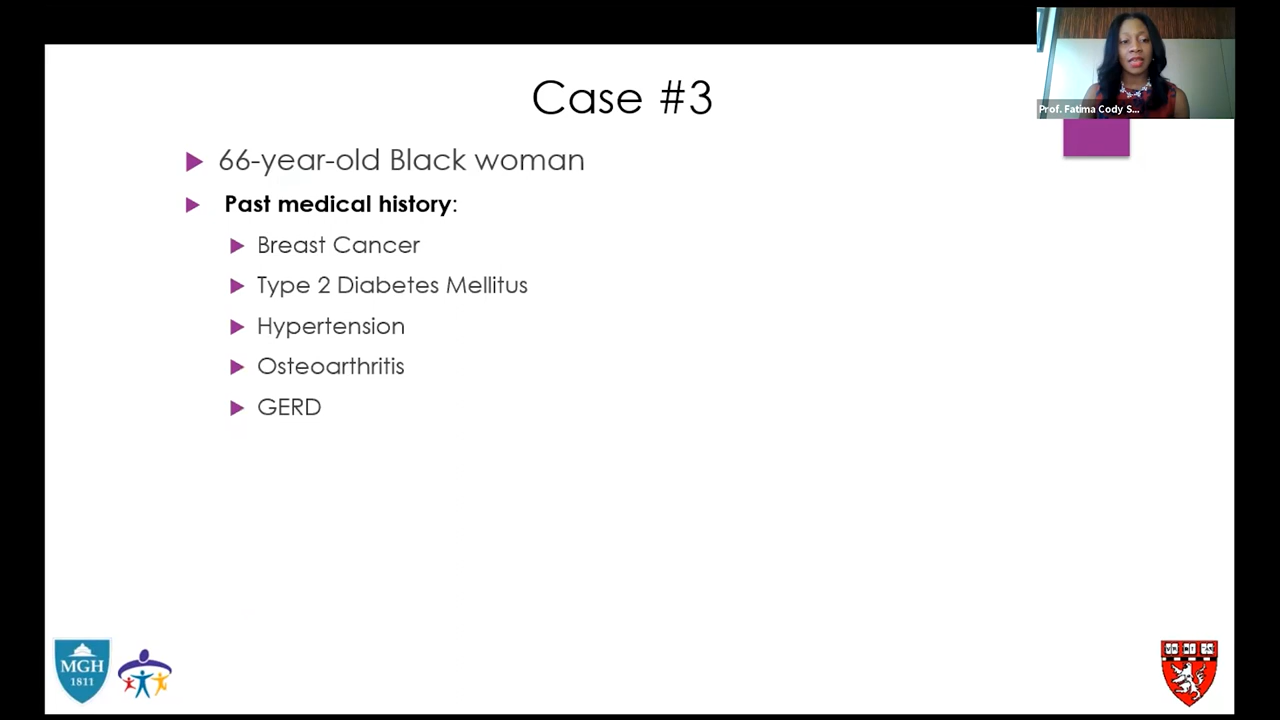 Case #3
Prof. Fatima Cody S...
66-year-old Black woman
Past medical history:
Breast Cancer
Type 2 Diabetes Mellitus
Hypertension
Osteoarthritis
GERD
MGH
1811